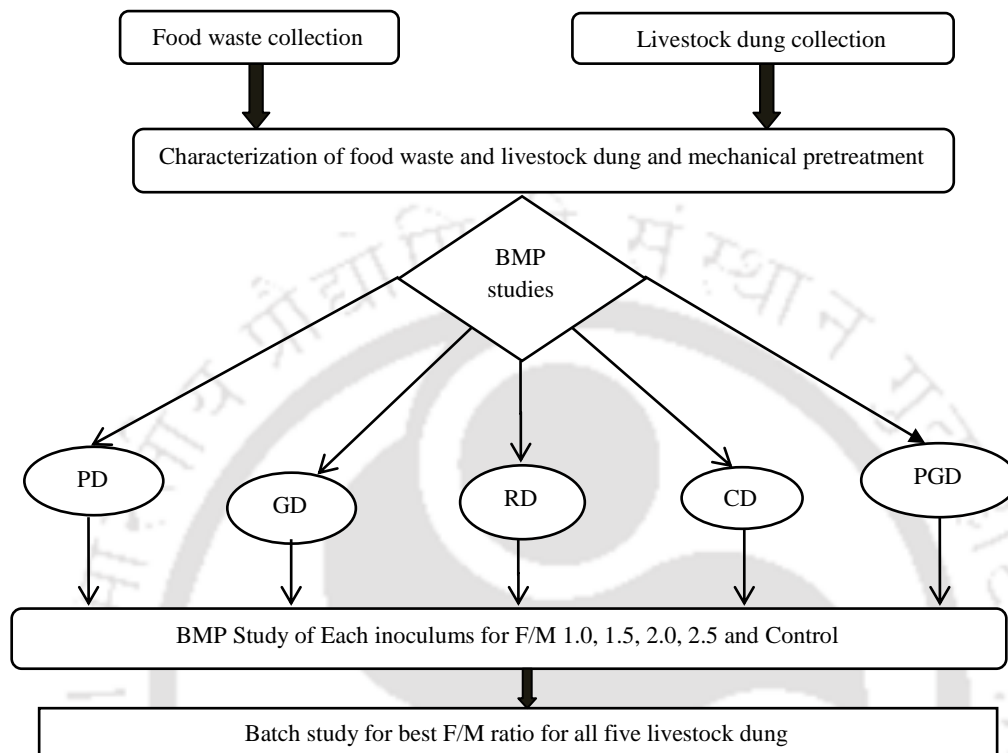 Food waste collection
Livestock dung collection
Characterization of food waste and livestock dung and mechanical pretreatment
BMP
studies
PD
GD
RD
CD
PGD
BMP Study of Each inoculums for F/M 1.0, 1.5, 2.0, 2.5 and Control
Batch study for best F/M ratio for all five livestock dung